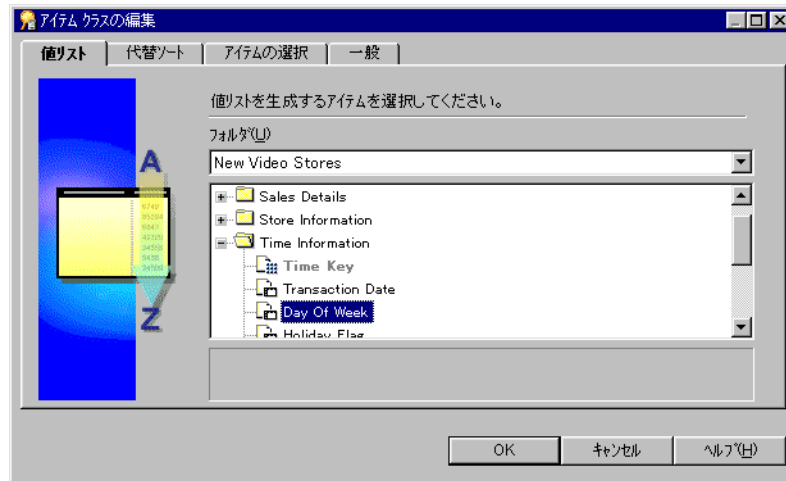 アイテム クラスの編集
値リスト 代替ソート アイテムの選択 一般
値リストを生成するアイテムを選択してください。
フォルダ(U)
New Video Stores
Sales Details
Store Information
Time Information
Time Key
Transaction Date
Day Of Week
Holiday Flag
A
Z
OK キャンセル ヘルプ(H)